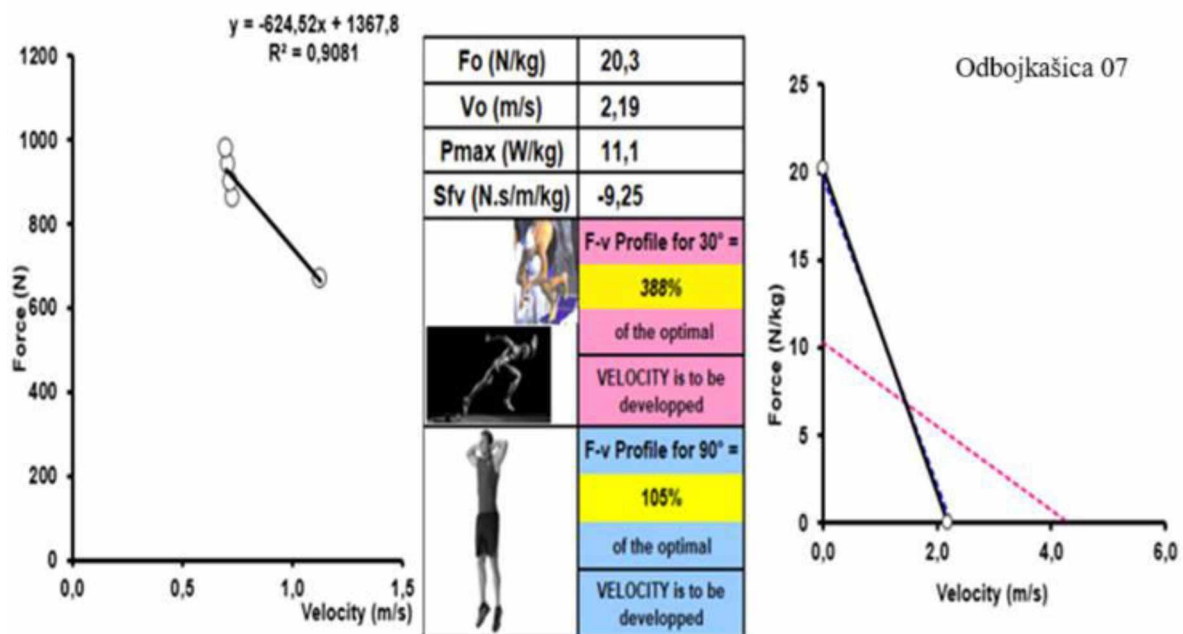 y = -624,52x + 1367,8
R² = 0,9081
1200
1000
800
600
400
200
0
Force (N)
0,0
0,5
1,0
1,5
Velocity (m/s)
Fo (N/kg) 20,3
Vo (m/s) 2,19
Pmax (W/kg) 11,1
Sfv (N.s/m/kg) -9,25
F-v Profile for 30° =
388%
of the optimal
VELOCITY is to be
developped
F-v Profile for 90° =
105%
of the optimal
VELOCITY is to be
developped
Odbojkašica 07
25
20
15
10
5
0
Force (N/kg)
0,0
2,0
4,0
6,0
Velocity (m/s)